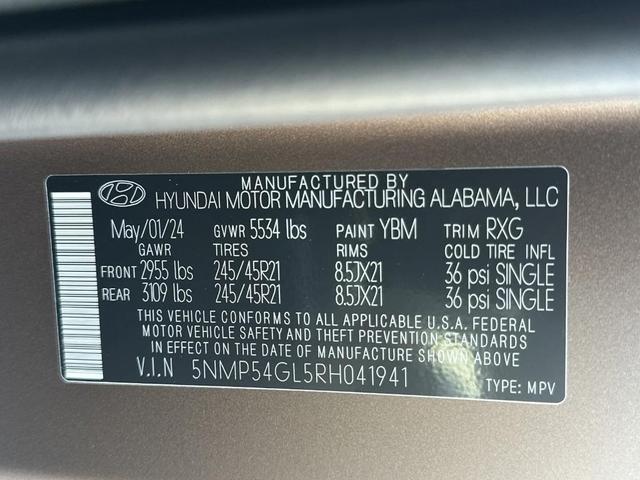 MANUFACTURED BY
HYUNDAI MOTOR MANUFACTURING ALABAMA, LLC
May/01/24 GVWR 5534 lbs PAINT YBM TRIM RXG
GAWR TIRES RIMS COLD TIRE INFL
FRONT 2955 lbs 245/45R21 8.5JX21 36 psi SINGLE
REAR 3109 lbs 245/45R21 8.5JX21 36 psi SINGLE
THIS VEHICLE CONFORMS TO ALL APPLICABLE U.S.A. FEDERAL
MOTOR VEHICLE SAFETY AND THEFT PREVENTION STANDARDS
IN EFFECT ON THE DATE OF MANUFACTURE SHOWN ABOVE.
V.I.N 5NMP54GL5RH041941
TYPE: MPV